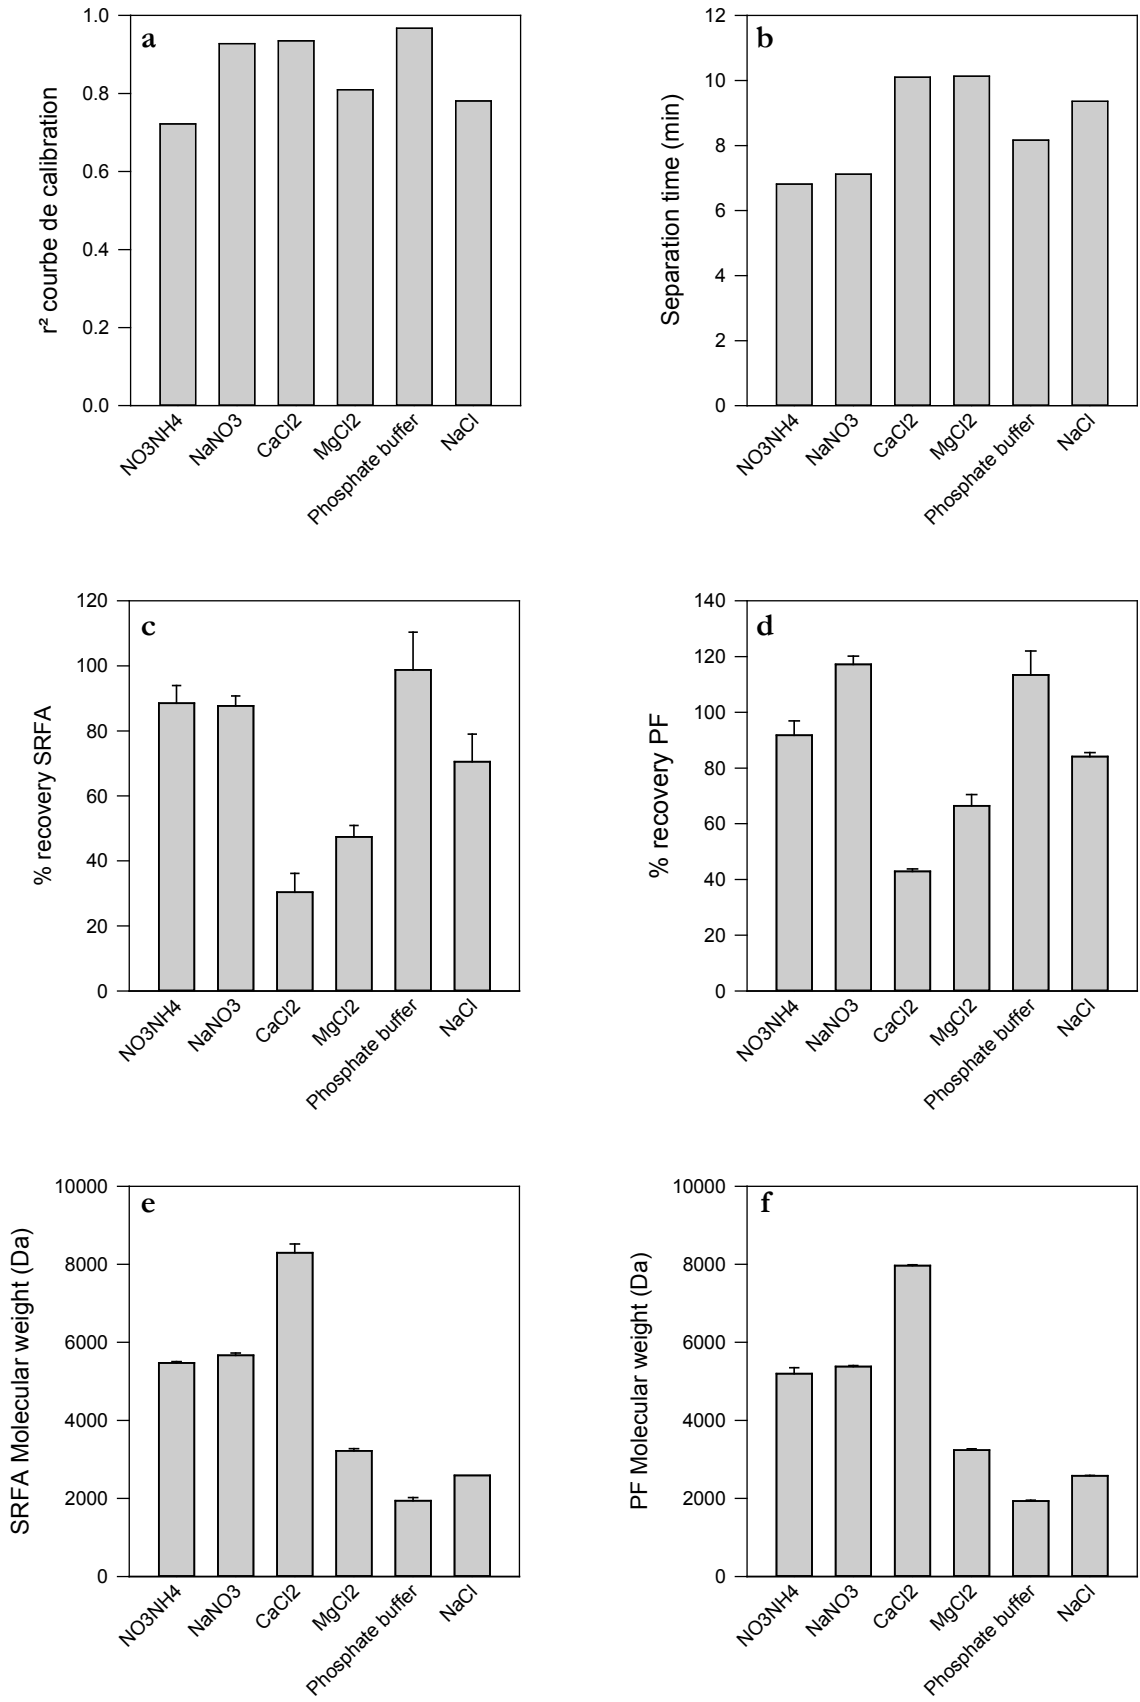 a
r² courbe de calibration
1.0
0.8
0.6
0.4
0.2
0.0
NO3NH4
NaNO3
CaCl2
MgCl2
Phosphate buffer
NaCl
b
Separation time (min)
12
10
8
6
4
2
0
NO3NH4
NaNO3
CaCl2
MgCl2
Phosphate buffer
NaCl
c
% recovery SRFA
120
100
80
60
40
20
0
NO3NH4
NaNO3
CaCl2
MgCl2
Phosphate buffer
NaCl
d
% recovery PF
140
120
100
80
60
40
20
0
NO3NH4
NaNO3
CaCl2
MgCl2
Phosphate buffer
NaCl
e
SRFA Molecular weight (Da)
10000
8000
6000
4000
2000
0
NO3NH4
NaNO3
CaCl2
MgCl2
Phosphate buffer
NaCl
f
PF Molecular weight (Da)
10000
8000
6000
4000
2000
0
NO3NH4
NaNO3
CaCl2
MgCl2
Phosphate buffer
NaCl